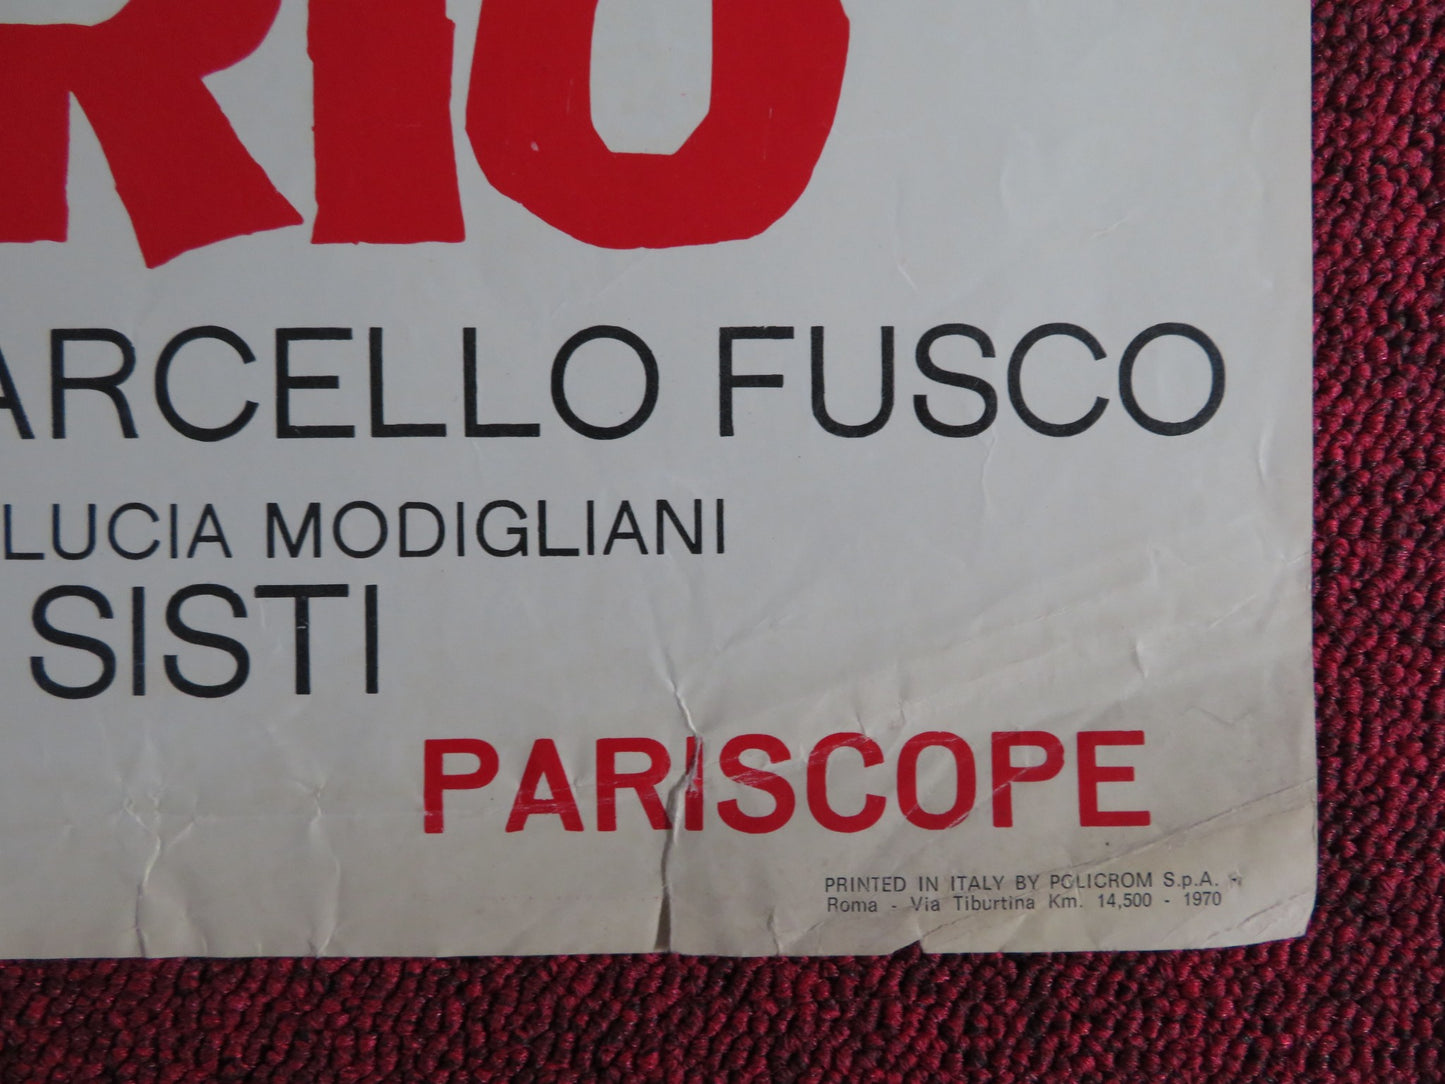 RIO
ARCELLO FUSCO
LUCIA MODIGLIANI
SISTI
PARISCOPE
PRINTED IN ITALY BY POLICROM S.p.A. -
Roma - Via Tiburtina Km. 14,500 - 1970